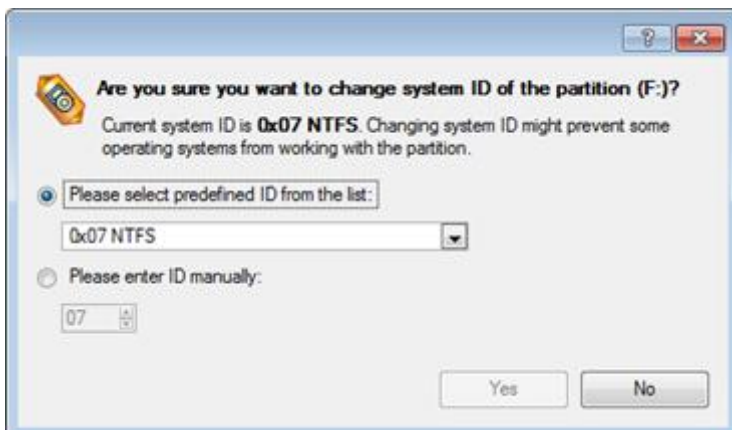 Are you sure you want to change system ID of the partition (F:)?
Current system ID is 0x07 NTFS. Changing system ID might prevent some
operating systems from working with the partition.
Please select predefined ID from the list:
0x07 NTFS
Please enter ID manually:
07
Yes No